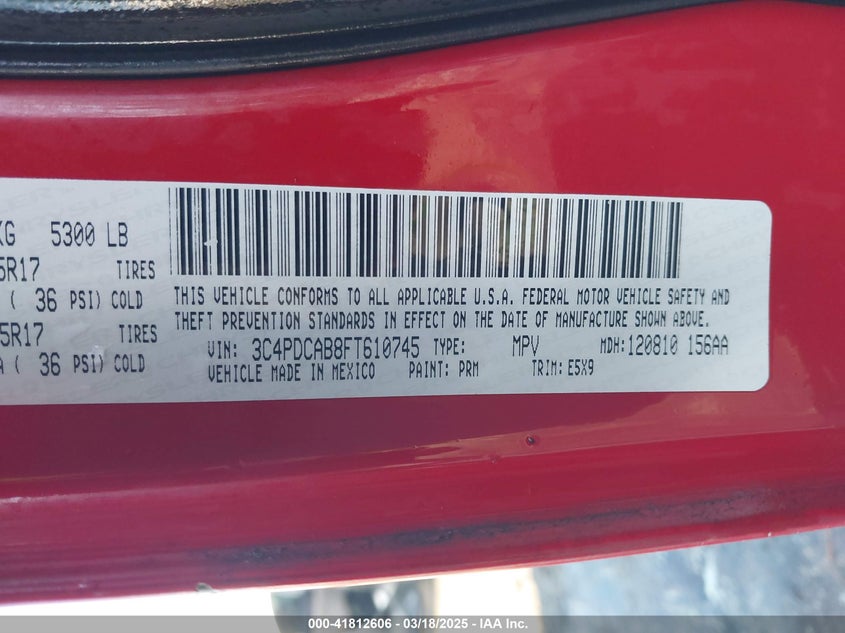 KG 5300 LB
5R17 TIRES
( 36 PSI) COLD
5R17 TIRES
A ( 36 PSI) COLD
THIS VEHICLE CONFORMS TO ALL APPLICABLE U.S.A. FEDERAL MOTOR VEHICLE SAFETY AND
THEFT PREVENTION STANDARDS IN EFFECT ON THE DATE OF MANUFACTURE SHOWN ABOVE.
VIN: 3C4PDCAB8FT610745 TYPE: MPV MDH: 120810 156AA
VEHICLE MADE IN MEXICO PAINT: PRM TRIM: E5X9
000-41812606 - 03/18/2025 - IAA Inc.